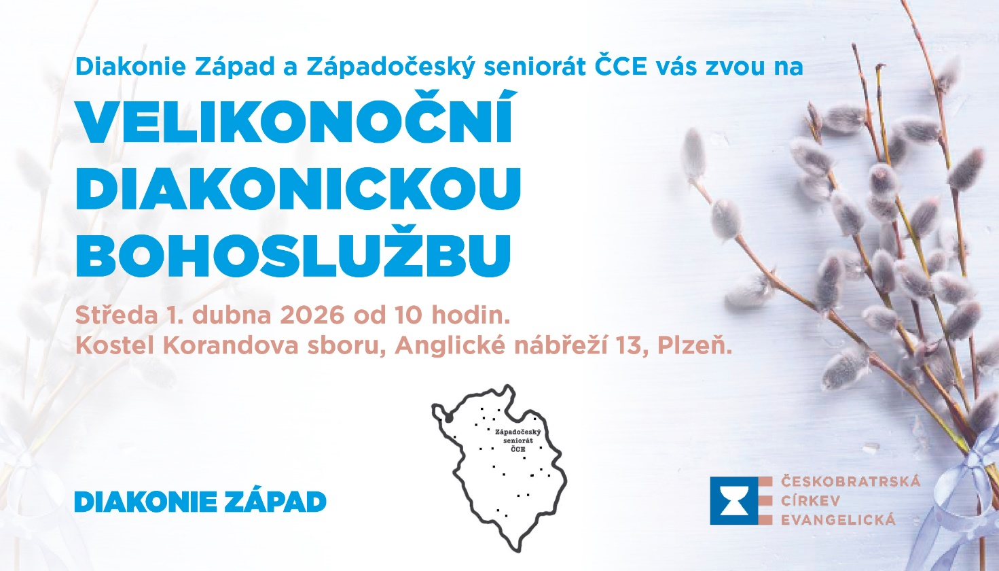 Diakonie Západ a Západočeský seniorát ČCE vás zvou na
VELIKONOČNÍ
DIAKONICKOU
BOHOSLUŽBU
Středa 1. dubna 2026 od 10 hodin.
Kostel Korandova sboru, Anglické nábřeží 13, Plzeň.
Západočeský
seniorát
ČCE
DIAKONIE ZÁPAD
ČESKOBRATRSKÁ
CÍRKEV
EVANGELICKÁ